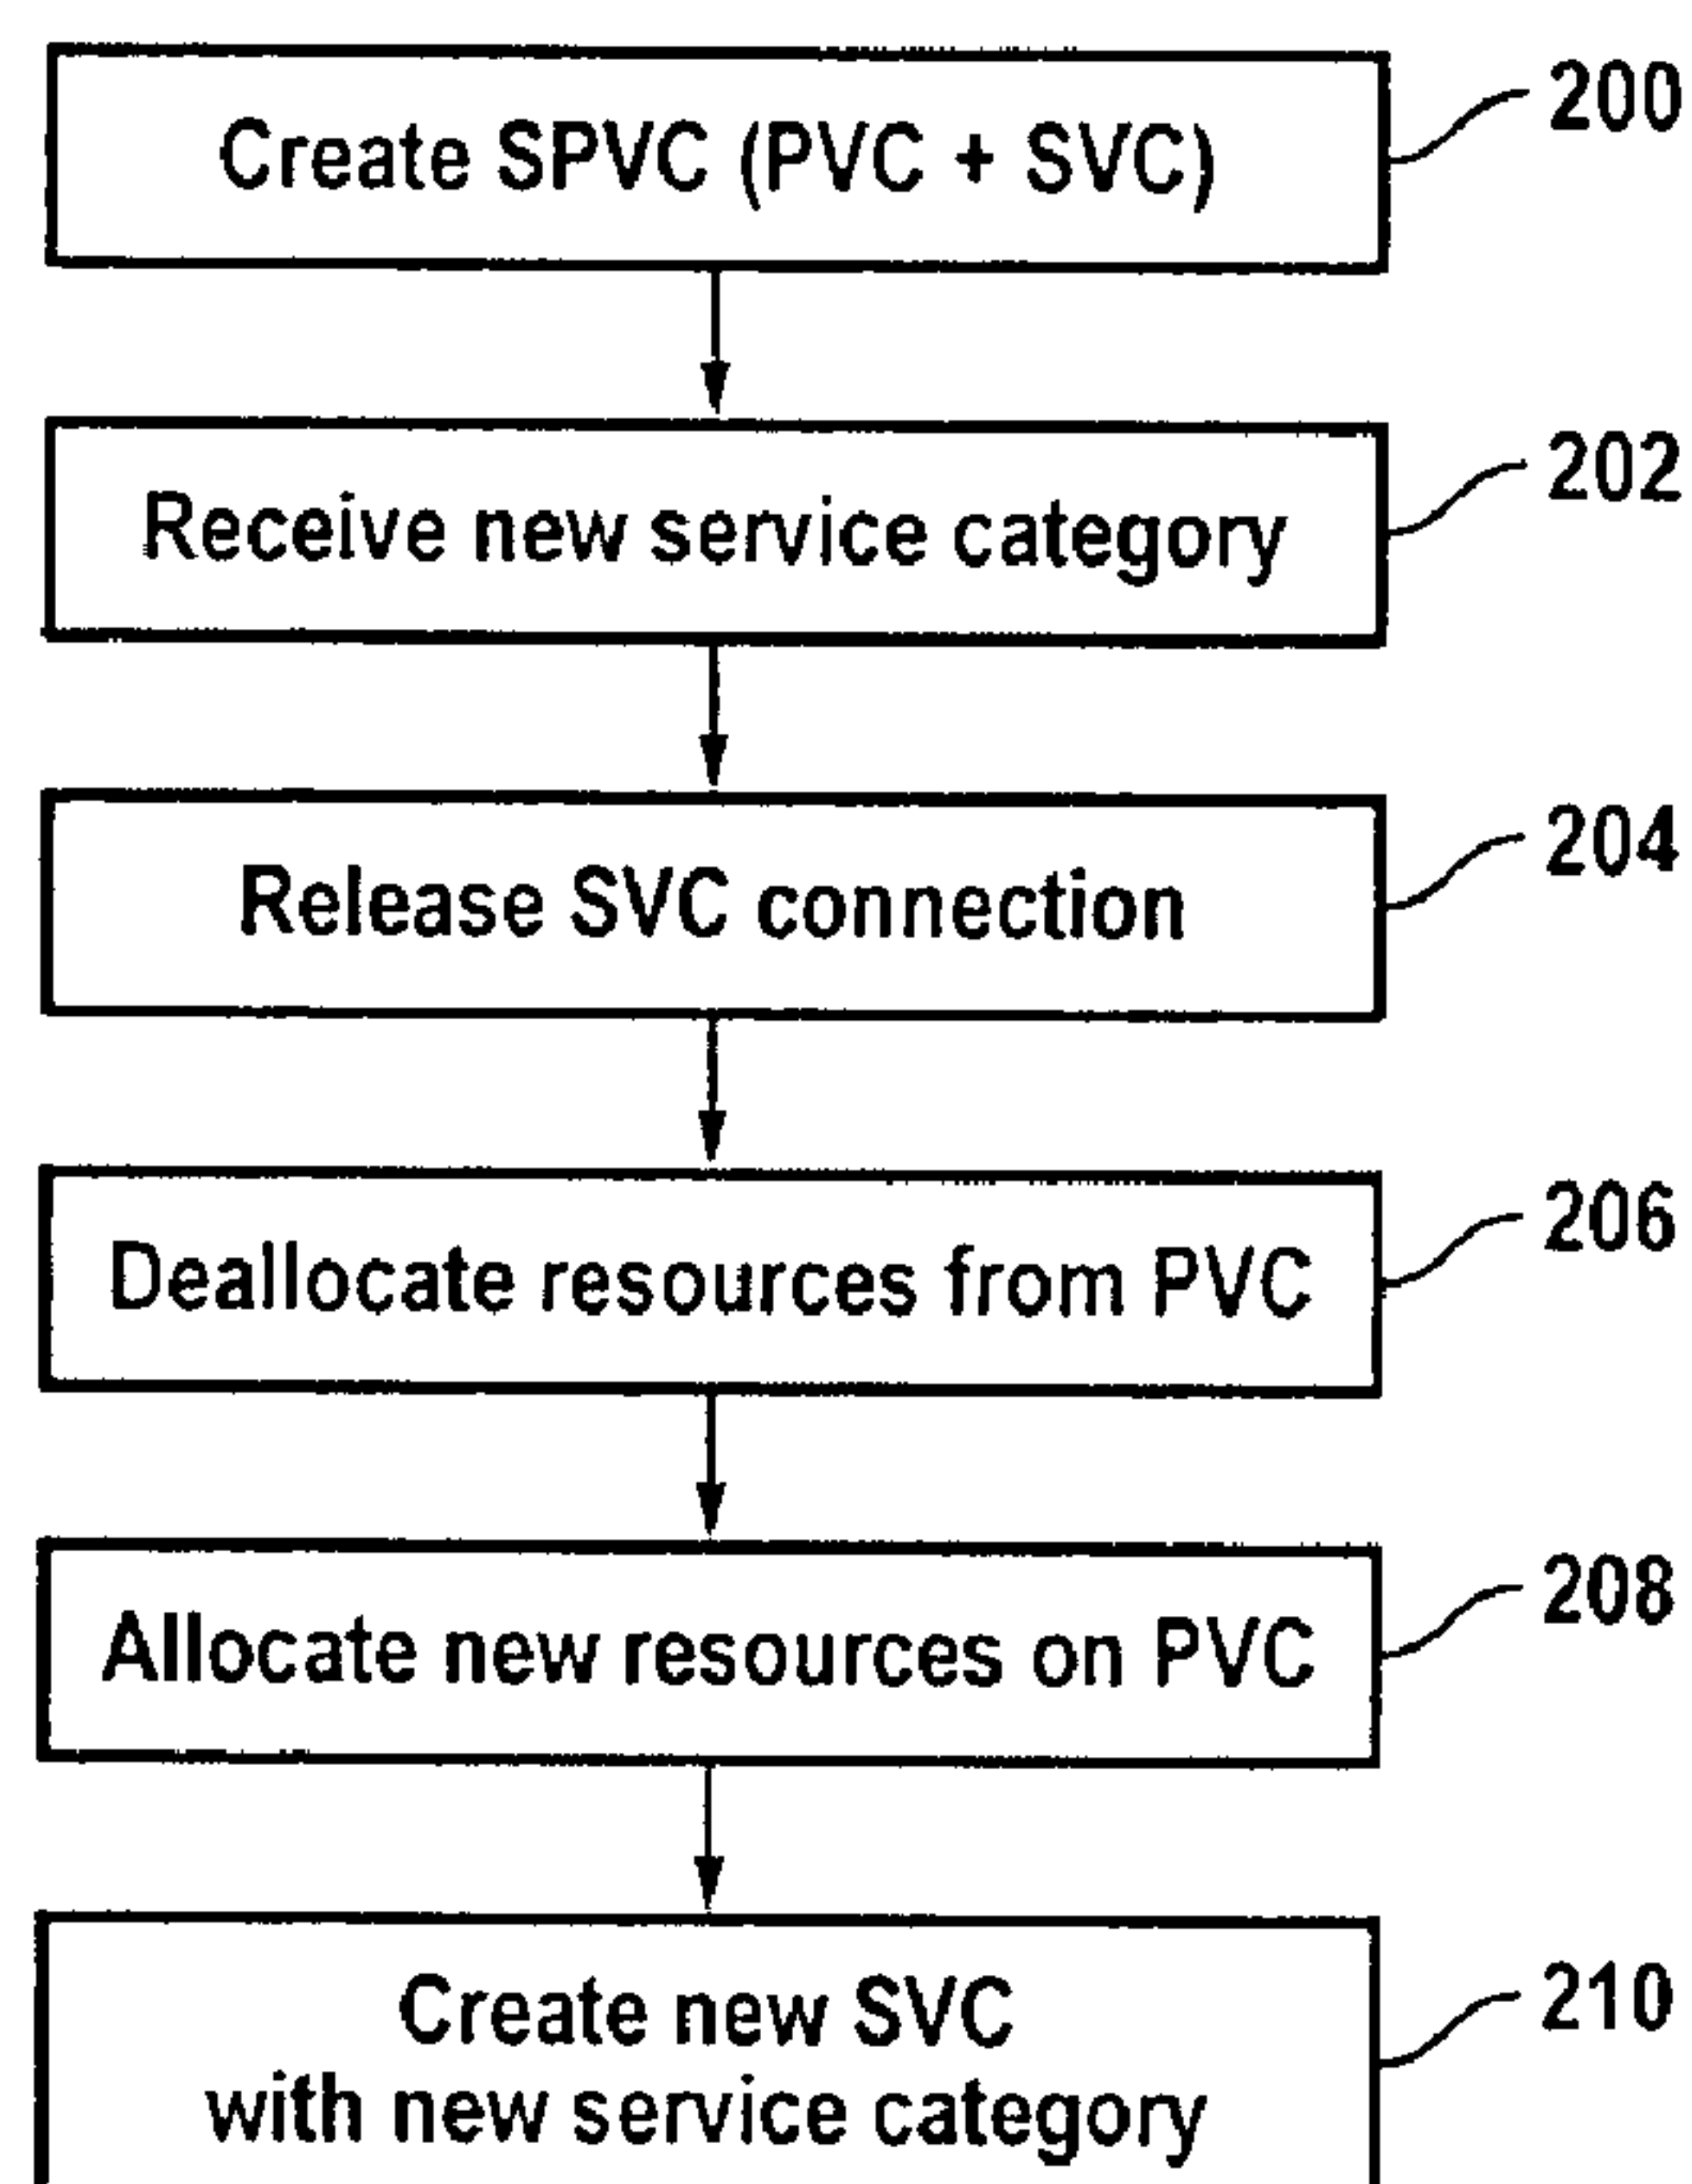 Create SPVC (PVC + SVC)
200
Receive new service category
202
Release SVC connection
204
Deallocate resources from PVC
206
Allocate new resources on PVC
208
Create new SVC
with new service category
210